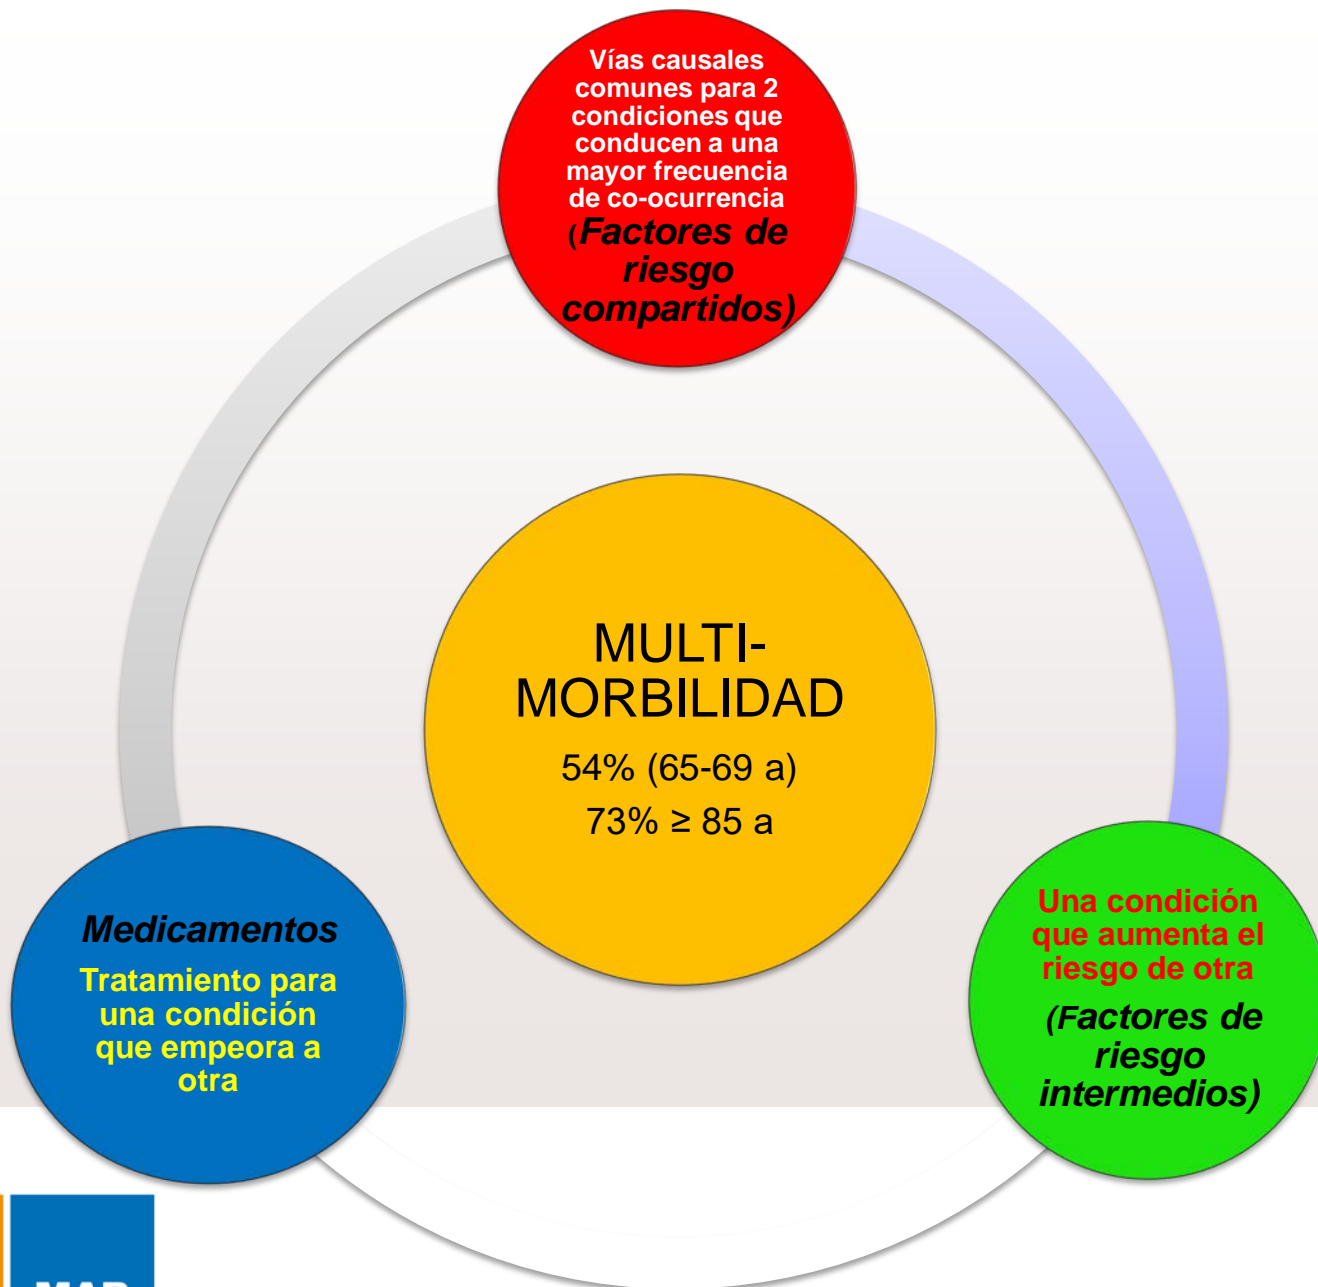 Vías causales
comunes para 2
condiciones que
conducen a una
mayor frecuencia
de co-ocurrencia
(Factores de
riesgo
compartidos)
MULTI-
MORBILIDAD
54% (65-69 a)
73% ≥ 85 a
Medicamentos
Tratamiento para
una condición
que empeora a
otra
Una condición
que aumenta el
riesgo de otra
(Factores de
riesgo
intermedios)